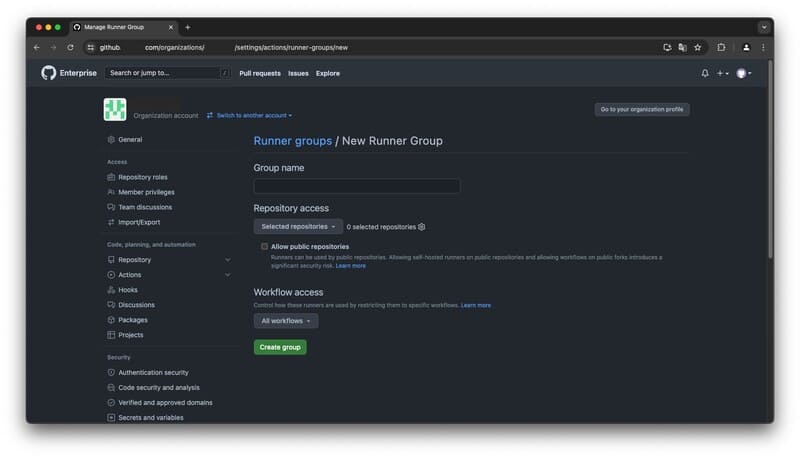 Manage Runner Group
github. com/organizations/ /settings/actions/runner-groups/new
Enterprise Search or jump to... / Pull requests Issues Explore
Organization account Switch to another account Go to your organization profile
General
Access
Repository roles
Member privileges
Team discussions
Import/Export
Code, planning, and automation
Repository
Actions
Hooks
Discussions
Packages
Projects
Security
Authentication security
Code security and analysis
Verified and approved domains
Secrets and variables
Runner groups / New Runner Group
Group name
Repository access
Selected repositories 0 selected repositories
Allow public repositories
Runners can be used by public repositories. Allowing self-hosted runners on public repositories and allowing workflows on public forks introduces a
significant security risk. Learn more
Workflow access
Control how these runners are used by restricting them to specific workflows. Learn more
All workflows
Create group